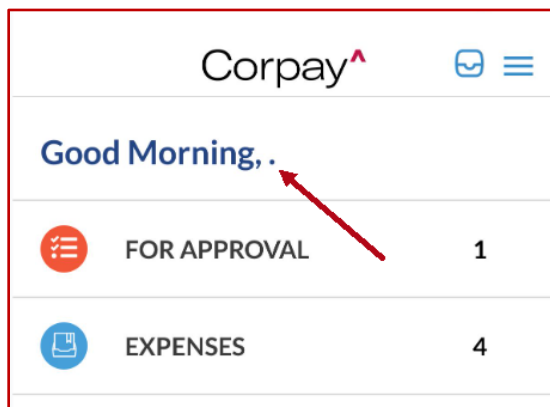 Corpay^
Good Morning, .
FOR APPROVAL 1
EXPENSES 4